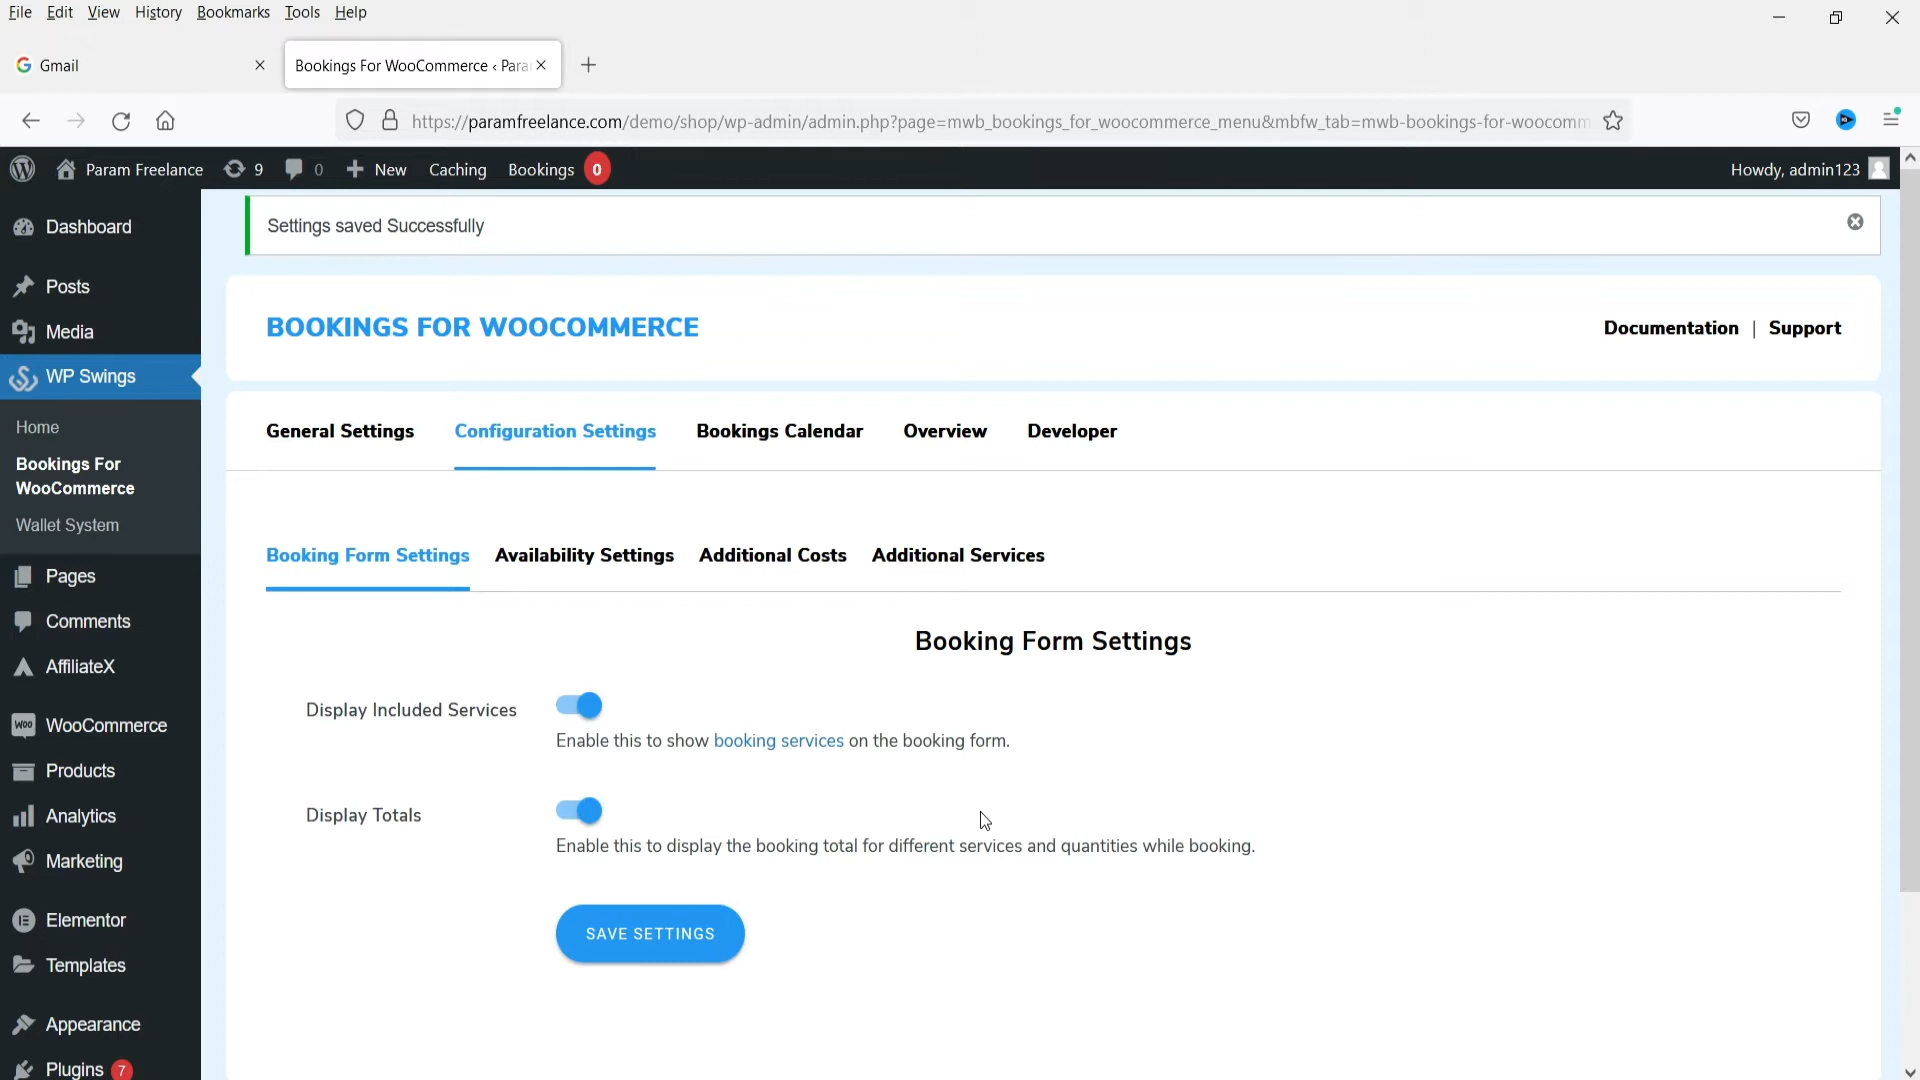 File Edit View History Bookmarks Tools Help
Gmail
Bookings For WooCommerce ‹ Para
https://paramfreelance.com/demo/shop/wp-admin/admin.php?page=mwb_bookings_for_woocommerce_menu&mbfw_tab=mwb-bookings-for-woocomm
Param Freelance 9 0 New Caching Bookings 0 Howdy, admin123
Dashboard
Posts
Media
WP Swings
Home
Bookings For
WooCommerce
Wallet System
Pages
Comments
AffiliateX
Woo WooCommerce
Products
Analytics
Marketing
Elementor
Templates
Appearance
Plugins 7
Settings saved Successfully
BOOKINGS FOR WOOCOMMERCE
Documentation | Support
General Settings Configuration Settings Bookings Calendar Overview Developer
Booking Form Settings Availability Settings Additional Costs Additional Services
Booking Form Settings
Display Included Services
Enable this to show booking services on the booking form.
Display Totals
Enable this to display the booking total for different services and quantities while booking.
SAVE SETTINGS